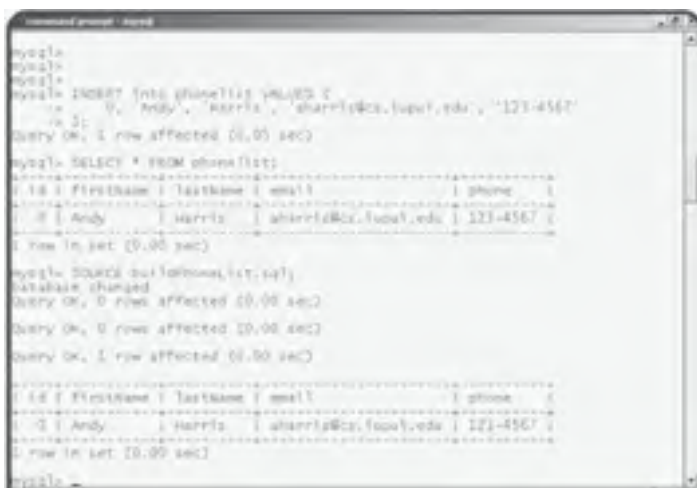 command prompt - mysql
mysql>
mysql>
mysql>
mysql> INSERT into phonelist VALUES (
    -> 0, 'Andy', 'Harris', 'aharris@cs.iupui.edu', '123-4567'
    -> );
Query OK, 1 row affected (0.05 sec)
mysql> SELECT * FROM phonelist;
| id | firstName | lastName | email | phone |
| 0 | Andy | Harris | aharris@cs.iupui.edu | 123-4567 |
1 row in set (0.00 sec)
mysql> SOURCE buildPhoneList.sql;
Database changed
Query OK, 0 rows affected (0.00 sec)
Query OK, 0 rows affected (0.00 sec)
Query OK, 1 row affected (0.00 sec)
| id | firstName | lastName | email | phone |
| 0 | Andy | Harris | aharris@cs.iupui.edu | 123-4567 |
1 row in set (0.00 sec)
mysql>